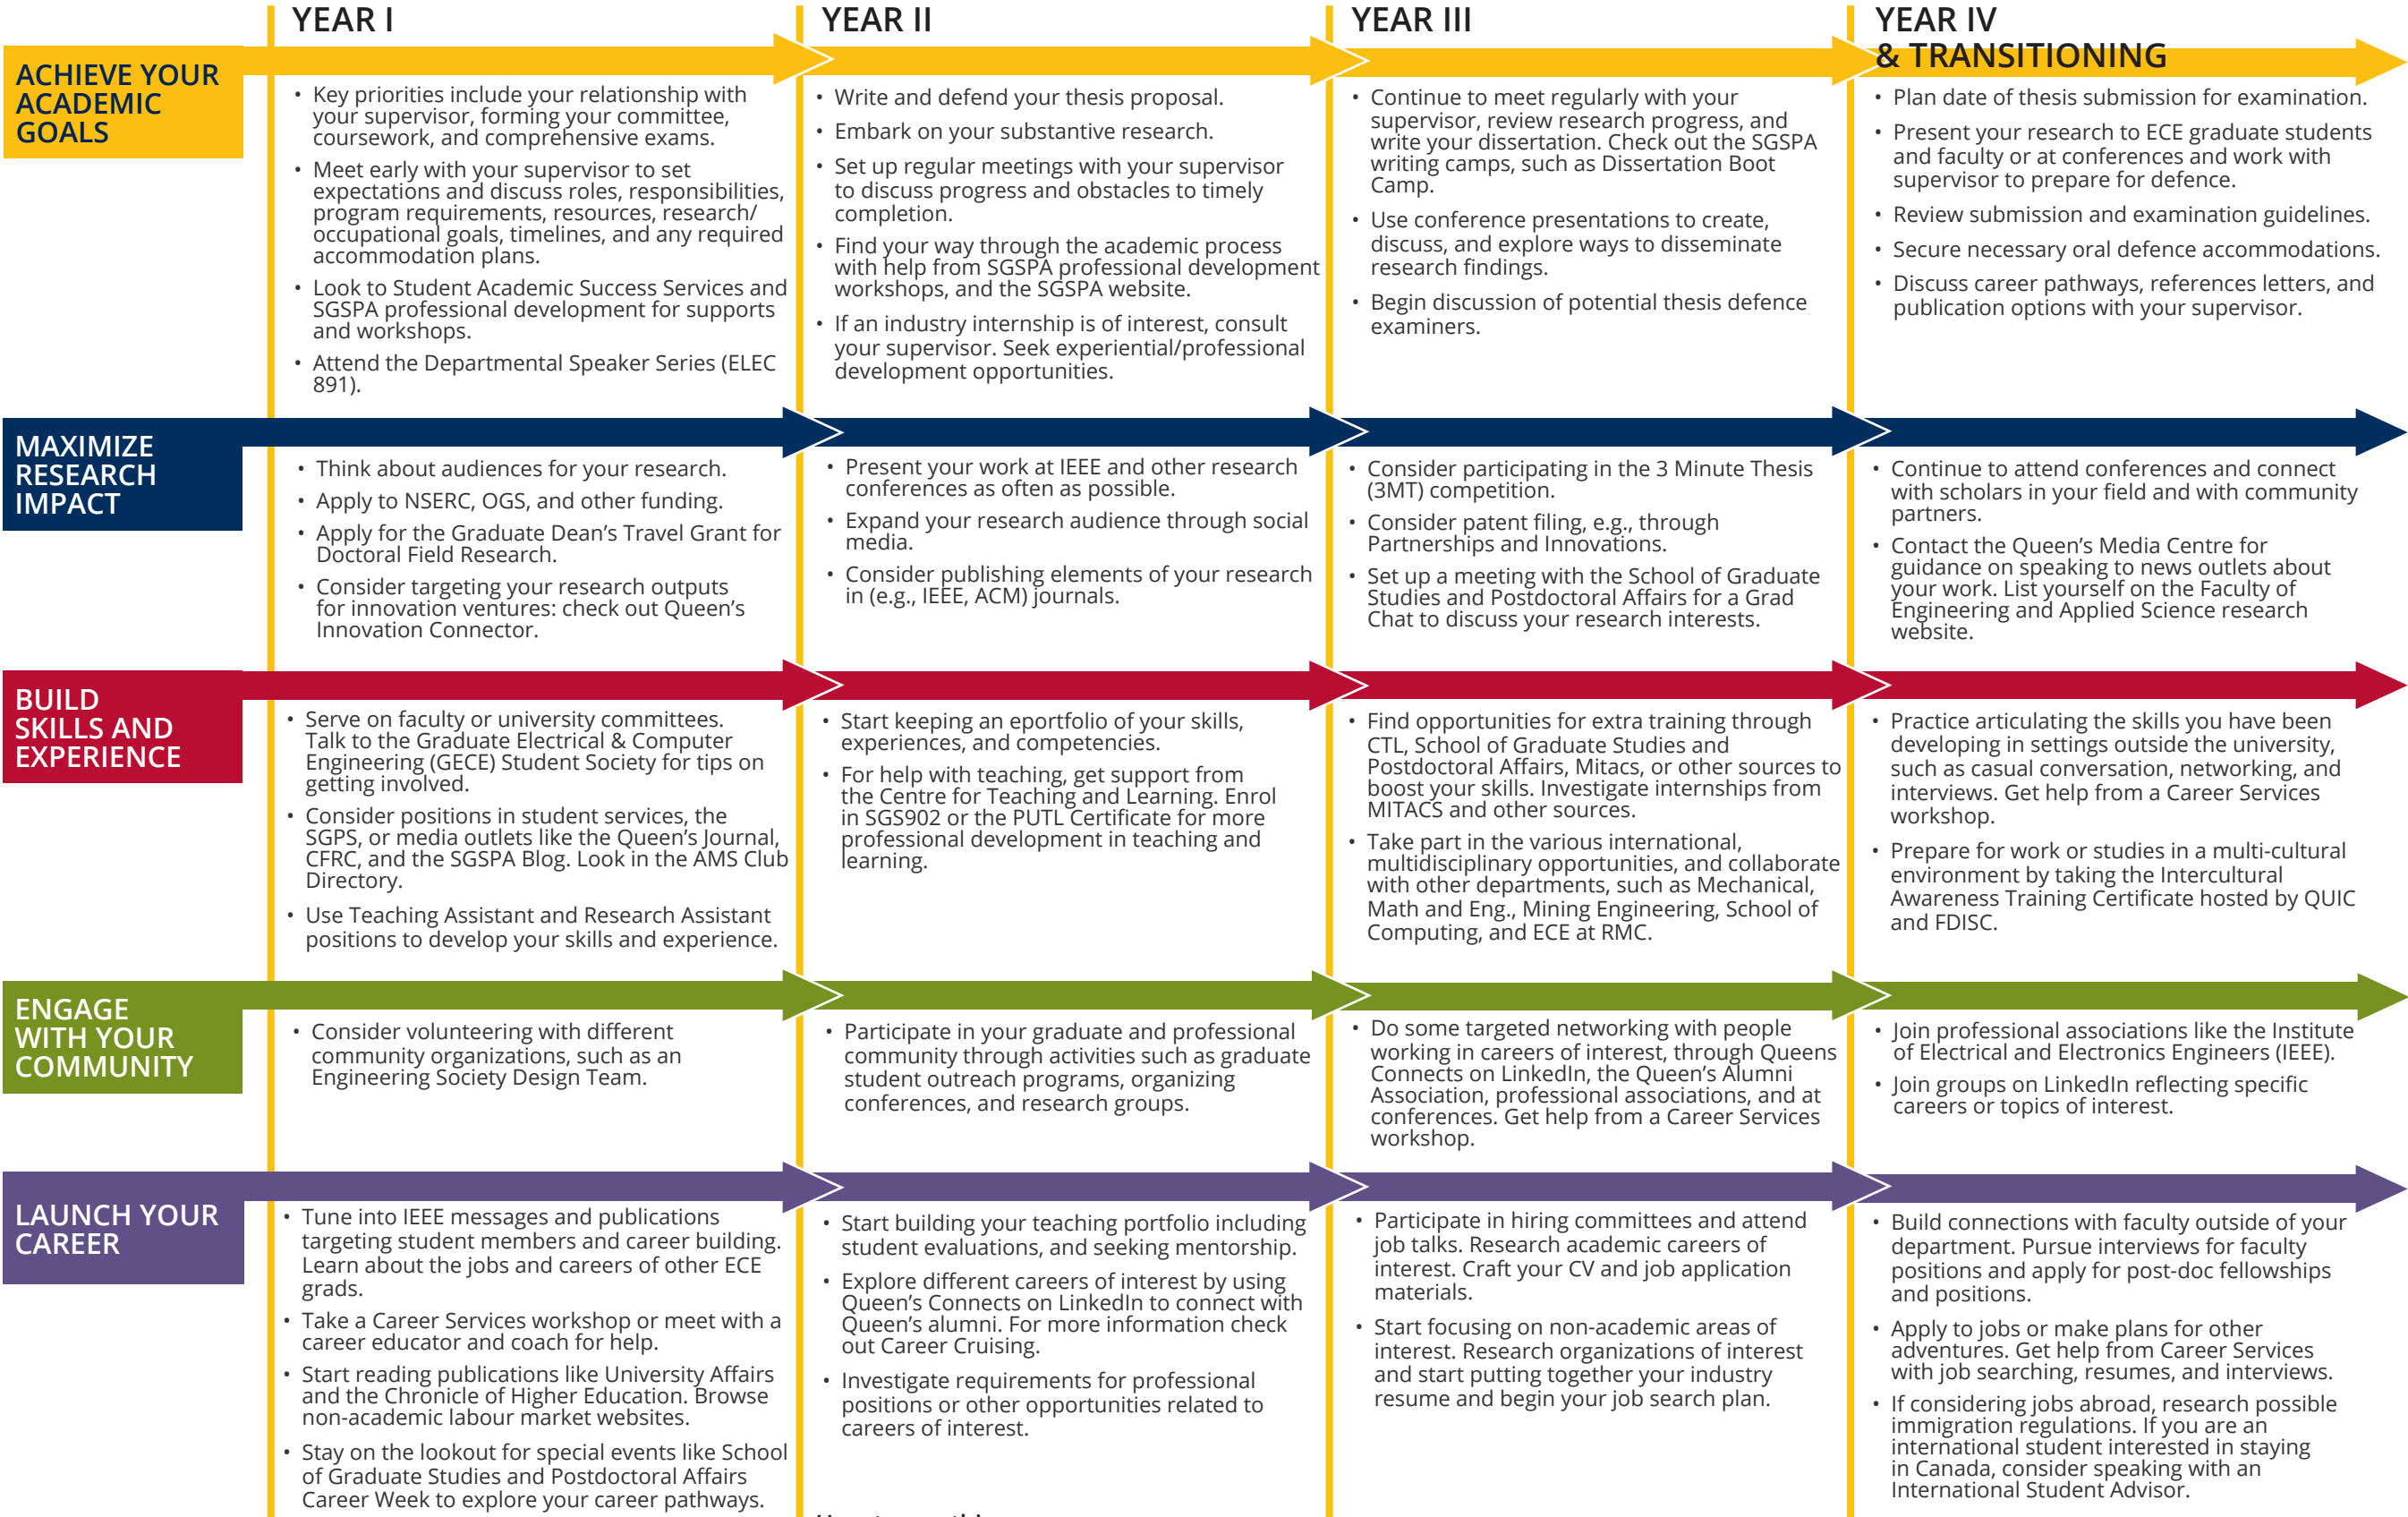 YEAR I
YEAR II
YEAR III
YEAR IV
& TRANSITIONING
ACHIEVE YOUR
ACADEMIC
GOALS
• Key priorities include your relationship with
your supervisor, forming your committee,
coursework, and comprehensive exams.
• Meet early with your supervisor to set
expectations and discuss roles, responsibilities,
program requirements, resources, research/
occupational goals, timelines, and any required
accommodation plans.
• Look to Student Academic Success Services and
SGSPA professional development for supports
and workshops.
• Attend the Departmental Speaker Series (ELEC
891).
• Write and defend your thesis proposal.
• Embark on your substantive research.
• Set up regular meetings with your supervisor
to discuss progress and obstacles to timely
completion.
• Find your way through the academic process
with help from SGSPA professional development
workshops, and the SGSPA website.
• If an industry internship is of interest, consult
your supervisor. Seek experiential/professional
development opportunities.
• Continue to meet regularly with your
supervisor, review research progress, and
write your dissertation. Check out the SGSPA
writing camps, such as Dissertation Boot
Camp.
• Use conference presentations to create,
discuss, and explore ways to disseminate
research findings.
• Begin discussion of potential thesis defence
examiners.
• Plan date of thesis submission for examination.
• Present your research to ECE graduate students
and faculty or at conferences and work with
supervisor to prepare for defence.
• Review submission and examination guidelines.
• Secure necessary oral defence accommodations.
• Discuss career pathways, references letters, and
publication options with your supervisor.
MAXIMIZE
RESEARCH
IMPACT
• Think about audiences for your research.
• Apply to NSERC, OGS, and other funding.
• Apply for the Graduate Dean's Travel Grant for
Doctoral Field Research.
• Consider targeting your research outputs
for innovation ventures: check out Queen's
Innovation Connector.
• Present your work at IEEE and other research
conferences as often as possible.
• Expand your research audience through social
media.
• Consider publishing elements of your research
in (e.g., IEEE, ACM) journals.
• Consider participating in the 3 Minute Thesis
(3MT) competition.
• Consider patent filing, e.g., through
Partnerships and Innovations.
• Set up a meeting with the School of Graduate
Studies and Postdoctoral Affairs for a Grad
Chat to discuss your research interests.
• Continue to attend conferences and connect
with scholars in your field and with community
partners.
• Contact the Queen's Media Centre for
guidance on speaking to news outlets about
your work. List yourself on the Faculty of
Engineering and Applied Science research
website.
BUILD
SKILLS AND
EXPERIENCE
• Serve on faculty or university committees.
Talk to the Graduate Electrical & Computer
Engineering (GECE) Student Society for tips on
getting involved.
• Consider positions in student services, the
SGPS, or media outlets like the Queen's Journal,
CFRC, and the SGSPA Blog. Look in the AMS Club
Directory.
• Use Teaching Assistant and Research Assistant
positions to develop your skills and experience.
• Start keeping an eportfolio of your skills,
experiences, and competencies.
• For help with teaching, get support from
the Centre for Teaching and Learning. Enrol
in SGS902 or the PUTL Certificate for more
professional development in teaching and
learning.
• Find opportunities for extra training through
CTL, School of Graduate Studies and
Postdoctoral Affairs, Mitacs, or other sources to
boost your skills. Investigate internships from
MITACS and other sources.
• Take part in the various international,
multidisciplinary opportunities, and collaborate
with other departments, such as Mechanical,
Math and Eng., Mining Engineering, School of
Computing, and ECE at RMC.
• Practice articulating the skills you have been
developing in settings outside the university,
such as casual conversation, networking, and
interviews. Get help from a Career Services
workshop.
• Prepare for work or studies in a multi-cultural
environment by taking the Intercultural
Awareness Training Certificate hosted by QUIC
and FDISC.
ENGAGE
WITH YOUR
COMMUNITY
• Consider volunteering with different
community organizations, such as an
Engineering Society Design Team.
• Participate in your graduate and professional
community through activities such as graduate
student outreach programs, organizing
conferences, and research groups.
• Do some targeted networking with people
working in careers of interest, through Queens
Connects on LinkedIn, the Queen's Alumni
Association, professional associations, and at
conferences. Get help from a Career Services
workshop.
• Join professional associations like the Institute
of Electrical and Electronics Engineers (IEEE).
• Join groups on LinkedIn reflecting specific
careers or topics of interest.
LAUNCH YOUR
CAREER
• Tune into IEEE messages and publications
targeting student members and career building.
Learn about the jobs and careers of other ECE
grads.
• Take a Career Services workshop or meet with a
career educator and coach for help.
• Start reading publications like University Affairs
and the Chronicle of Higher Education. Browse
non-academic labour market websites.
• Stay on the lookout for special events like School
of Graduate Studies and Postdoctoral Affairs
Career Week to explore your career pathways.
• Start building your teaching portfolio including
student evaluations, and seeking mentorship.
• Explore different careers of interest by using
Queen's Connects on LinkedIn to connect with
Queen's alumni. For more information check
out Career Cruising.
• Investigate requirements for professional
positions or other opportunities related to
careers of interest.
• Participate in hiring committees and attend
job talks. Research academic careers of
interest. Craft your CV and job application
materials.
• Start focusing on non-academic areas of
interest. Research organizations of interest
and start putting together your industry
resume and begin your job search plan.
• Build connections with faculty outside of your
department. Pursue interviews for faculty
positions and apply for post-doc fellowships
and positions.
• Apply to jobs or make plans for other
adventures. Get help from Career Services
with job searching, resumes, and interviews.
• If considering jobs abroad, research possible
immigration regulations. If you are an
international student interested in staying
in Canada, consider speaking with an
International Student Advisor.